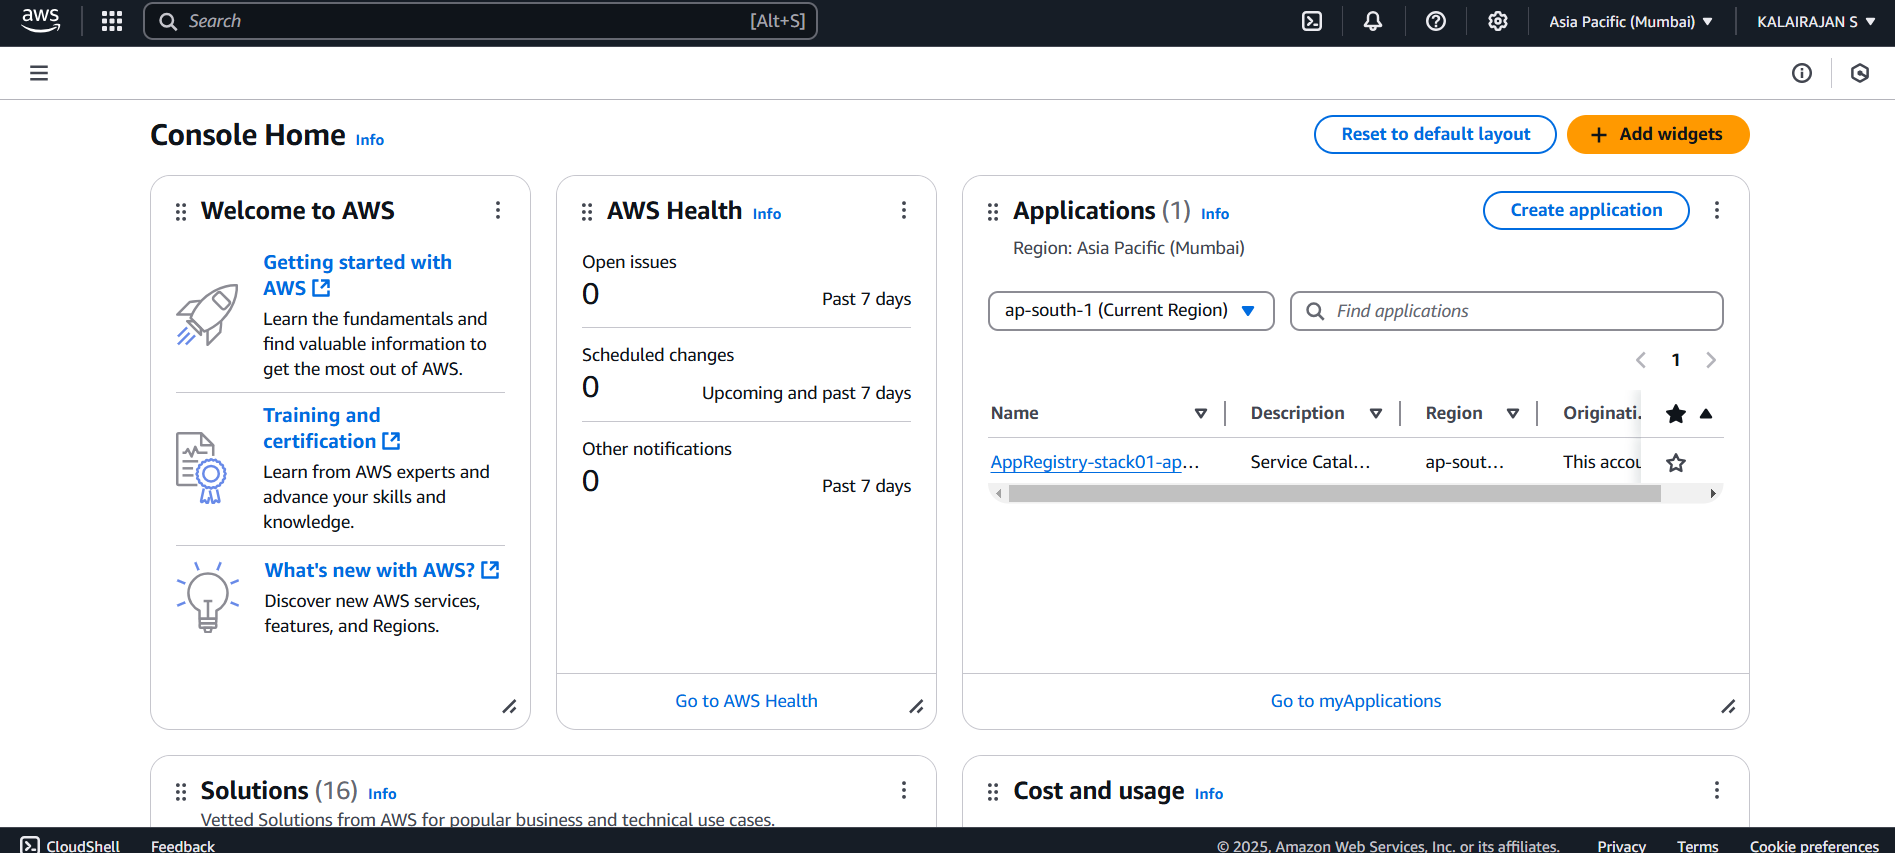 aws
Search [Alt+S]
Asia Pacific (Mumbai)
KALAIRAJAN S
Console Home Info
Reset to default layout
Add widgets
Welcome to AWS
Getting started with
AWS
Learn the fundamentals and
find valuable information to
get the most out of AWS.
Training and
certification
Learn from AWS experts and
advance your skills and
knowledge.
What's new with AWS?
Discover new AWS services,
features, and Regions.
AWS Health Info
Open issues
0 Past 7 days
Scheduled changes
0 Upcoming and past 7 days
Other notifications
0 Past 7 days
Go to AWS Health
Applications (1) Info
Create application
Region: Asia Pacific (Mumbai)
ap-south-1 (Current Region)
Find applications
1
Name Description Region Originati.
AppRegistry-stack01-ap... Service Catal... ap-sout... This accou
Go to myApplications
Solutions (16) Info
Vetted Solutions from AWS for popular business and technical use cases.
Cost and usage Info
CloudShell Feedback © 2025, Amazon Web Services, Inc. or its affiliates. Privacy Terms Cookie preferences